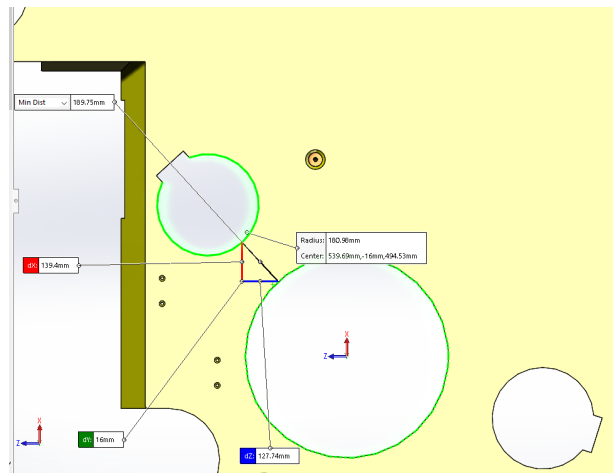 Min Dist 189.75mm
Radius: 180.98mm
Center: 539.69mm,-16mm,494.53mm
dX: 139.4mm
X
Z
X
Z
dY: 16mm
dZ: 127.74mm